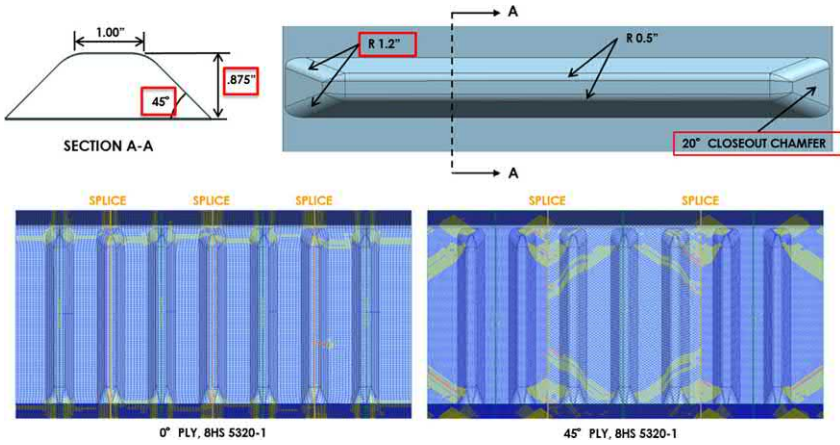 1.00"
.875"
45°
SECTION A-A
A
R 1.2"
R 0.5"
20° CLOSEOUT CHAMFER
A
SPLICE SPLICE SPLICE
SPLICE SPLICE
0° PLY, 8HS 5320-1
45° PLY, 8HS 5320-1